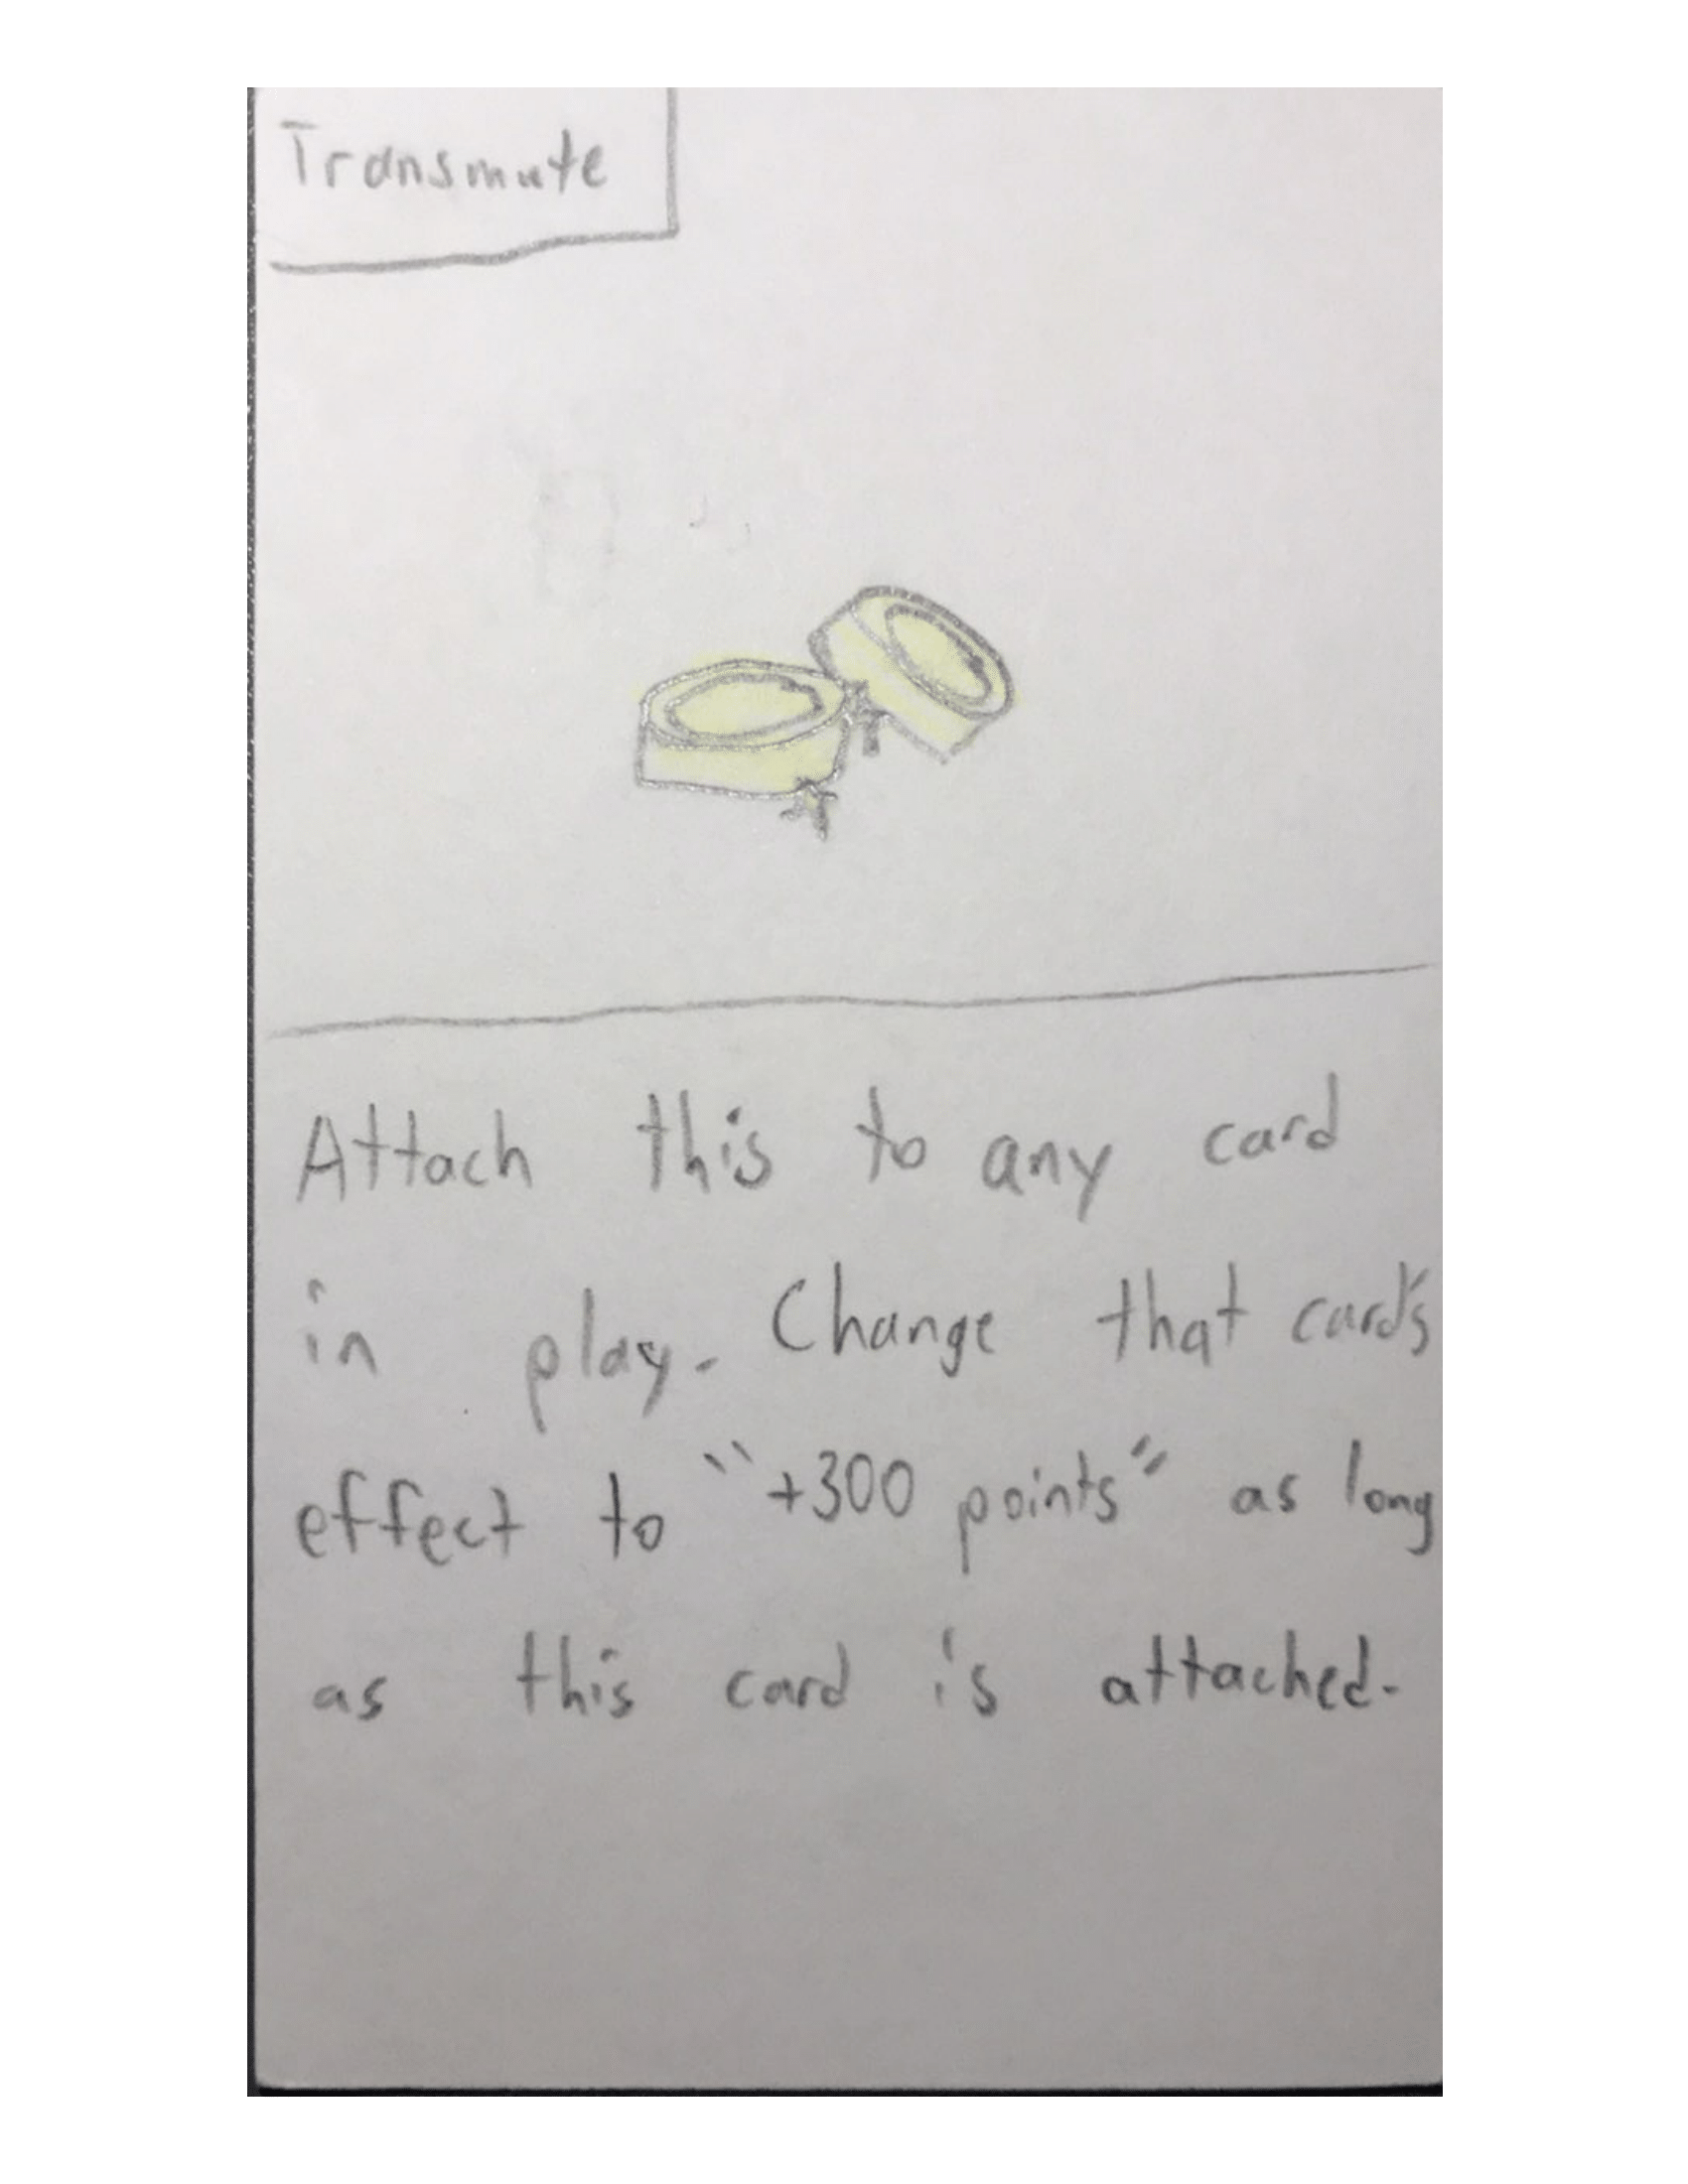 Transmute
Attach this to any card
in play. Change that card's
effect to "+300 points" as long
as this card is attached.